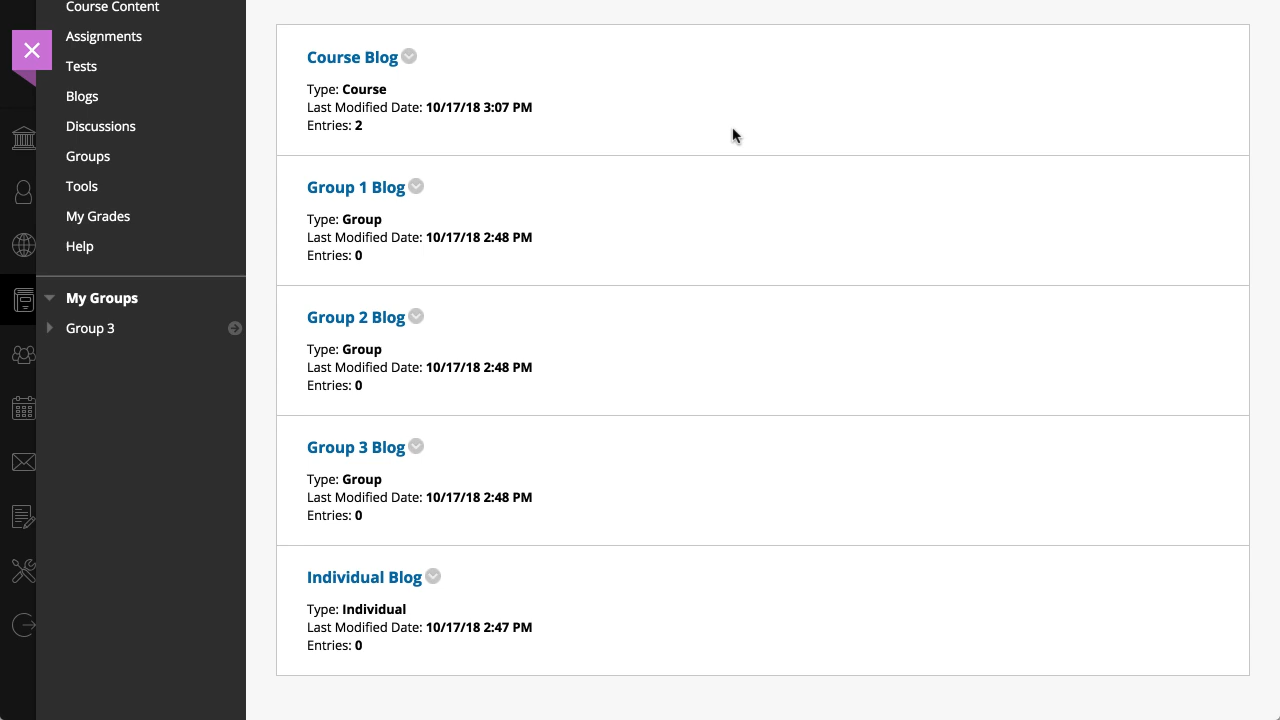 Course Content
Assignments
Tests
Blogs
Discussions
Groups
Tools
My Grades
Help
My Groups
Group 3
Course Blog
Type: Course
Last Modified Date: 10/17/18 3:07 PM
Entries: 2
Group 1 Blog
Type: Group
Last Modified Date: 10/17/18 2:48 PM
Entries: 0
Group 2 Blog
Type: Group
Last Modified Date: 10/17/18 2:48 PM
Entries: 0
Group 3 Blog
Type: Group
Last Modified Date: 10/17/18 2:48 PM
Entries: 0
Individual Blog
Type: Individual
Last Modified Date: 10/17/18 2:47 PM
Entries: 0